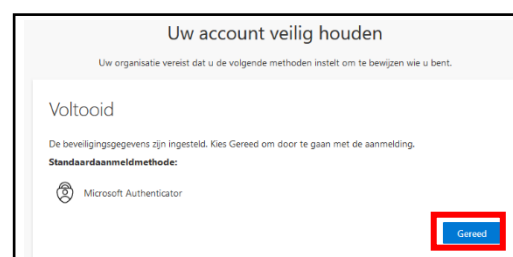 Uw account veilig houden
Uw organisatie vereist dat u de volgende methoden instelt om te bewijzen wie u bent.
Voltooid
De beveiligingsgegevens zijn ingesteld. Kies Gereed om door te gaan met de aanmelding.
Standaardaanmeldmethode:
Microsoft Authenticator
Gereed